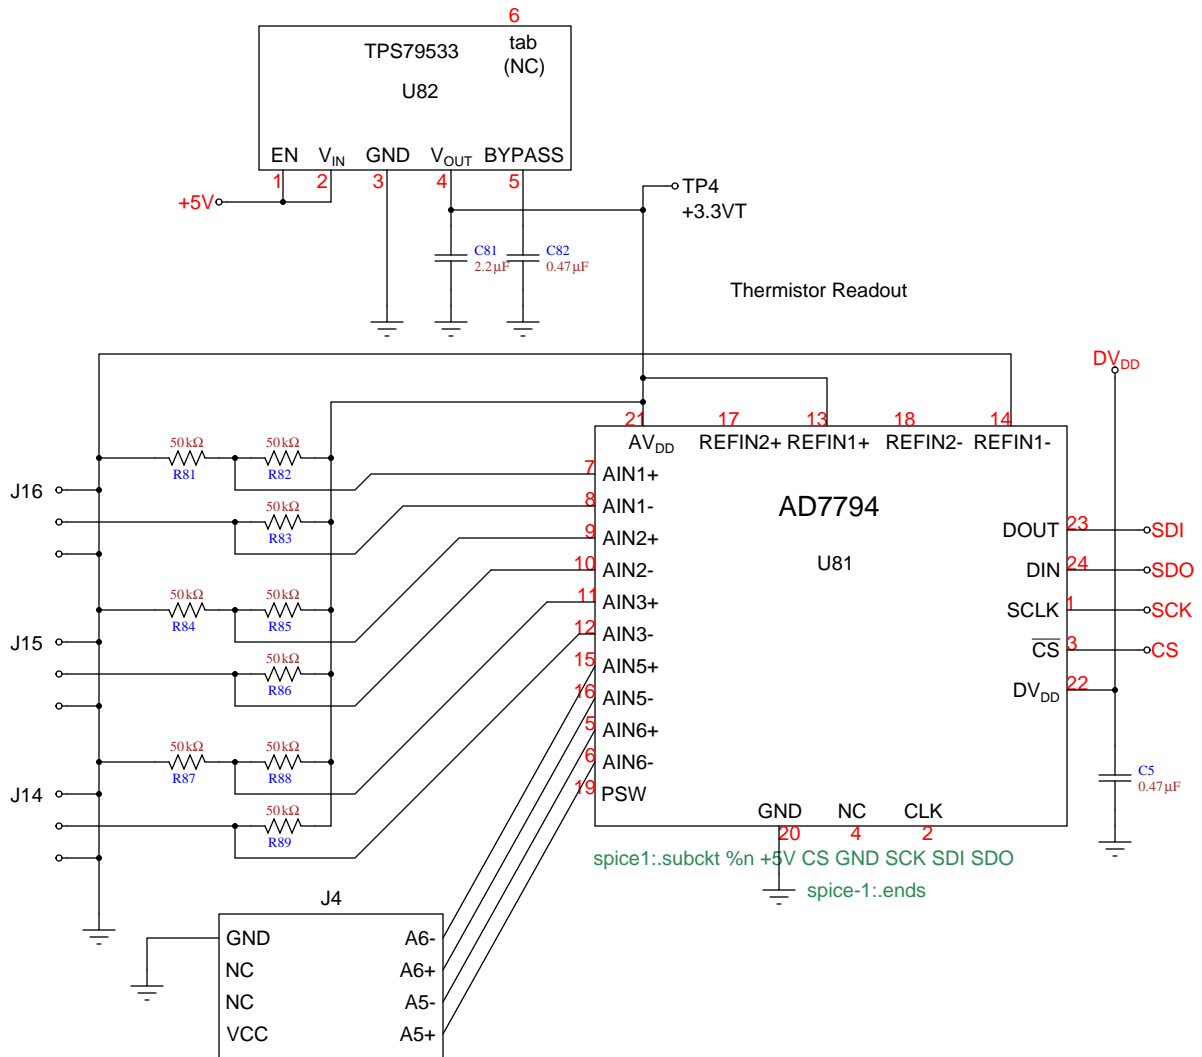 6
TPS79533
tab
(NC)
U82
EN VIN GND VOUT BYPASS
1 2 3 4 5
+5V
TP4
+3.3VT
C81
2.2µF
C82
0.47µF
Thermistor Readout
DVDD
21 17 13 18 14
AVDD REFIN2+ REFIN1+ REFIN2- REFIN1-
50kΩ
R81
50kΩ
R82
J16
50kΩ
R83
50kΩ
R84
50kΩ
R85
J15
50kΩ
R86
50kΩ
R87
50kΩ
R88
J14
50kΩ
R89
7 AIN1+
8 AIN1-
9 AIN2+
10 AIN2-
11 AIN3+
12 AIN3-
15 AIN5+
16 AIN5-
5 AIN6+
6 AIN6-
19 PSW
AD7794
U81
DOUT 23 SDI
DIN 24 SDO
SCLK 1 SCK
CS 3 CS
DVDD 22
C5
0.47µF
GND NC CLK
20 4 2
spice1:.subckt %n +5V CS GND SCK SDI SDO
spice-1:.ends
J4
GND A6-
NC A6+
NC A5-
VCC A5+